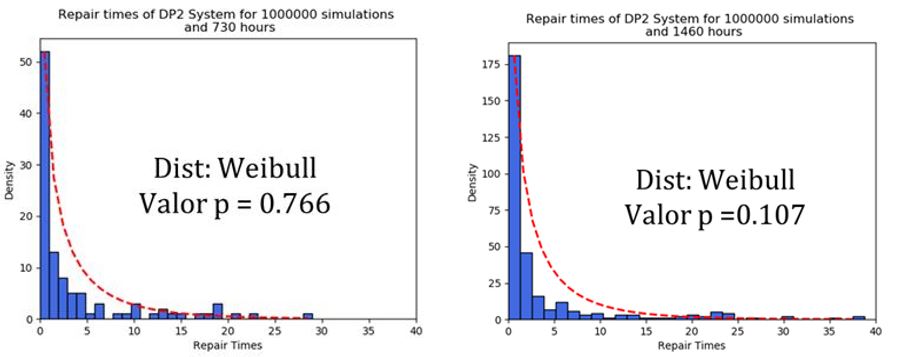 Repair times of DP2 System for 1000000 simulations
and 730 hours
Density
50
40
30
20
10
0
Dist: Weibull
Valor p = 0.766
0 5 10 15 20 25 30 35 40
Repair Times
Repair times of DP2 System for 1000000 simulations
and 1460 hours
Density
175
150
125
100
75
50
25
0
Dist: Weibull
Valor p =0.107
0 5 10 15 20 25 30 35 40
Repair Times